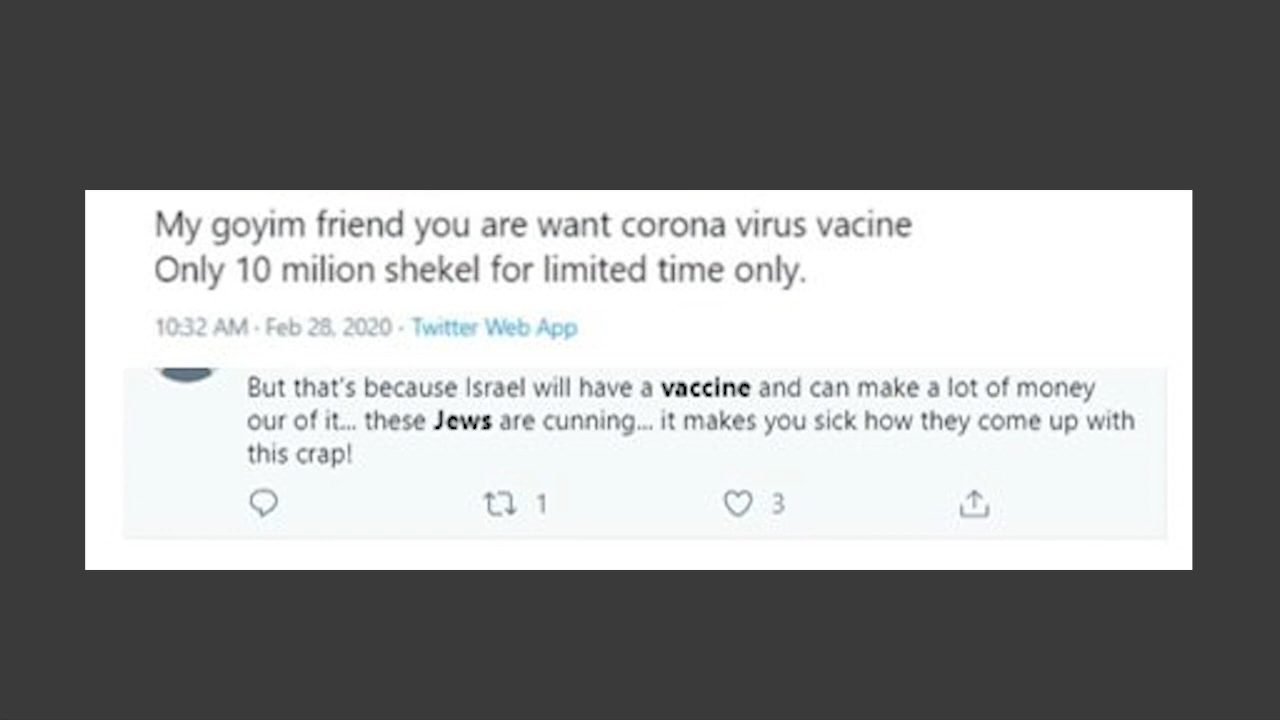 My goyim friend you are want corona virus vacine
Only 10 milion shekel for limited time only.
10:32 AM · Feb 28, 2020 · Twitter Web App
But that's because Israel will have a vaccine and can make a lot of money
our of it... these Jews are cunning... it makes you sick how they come up with
this crap!
1 3